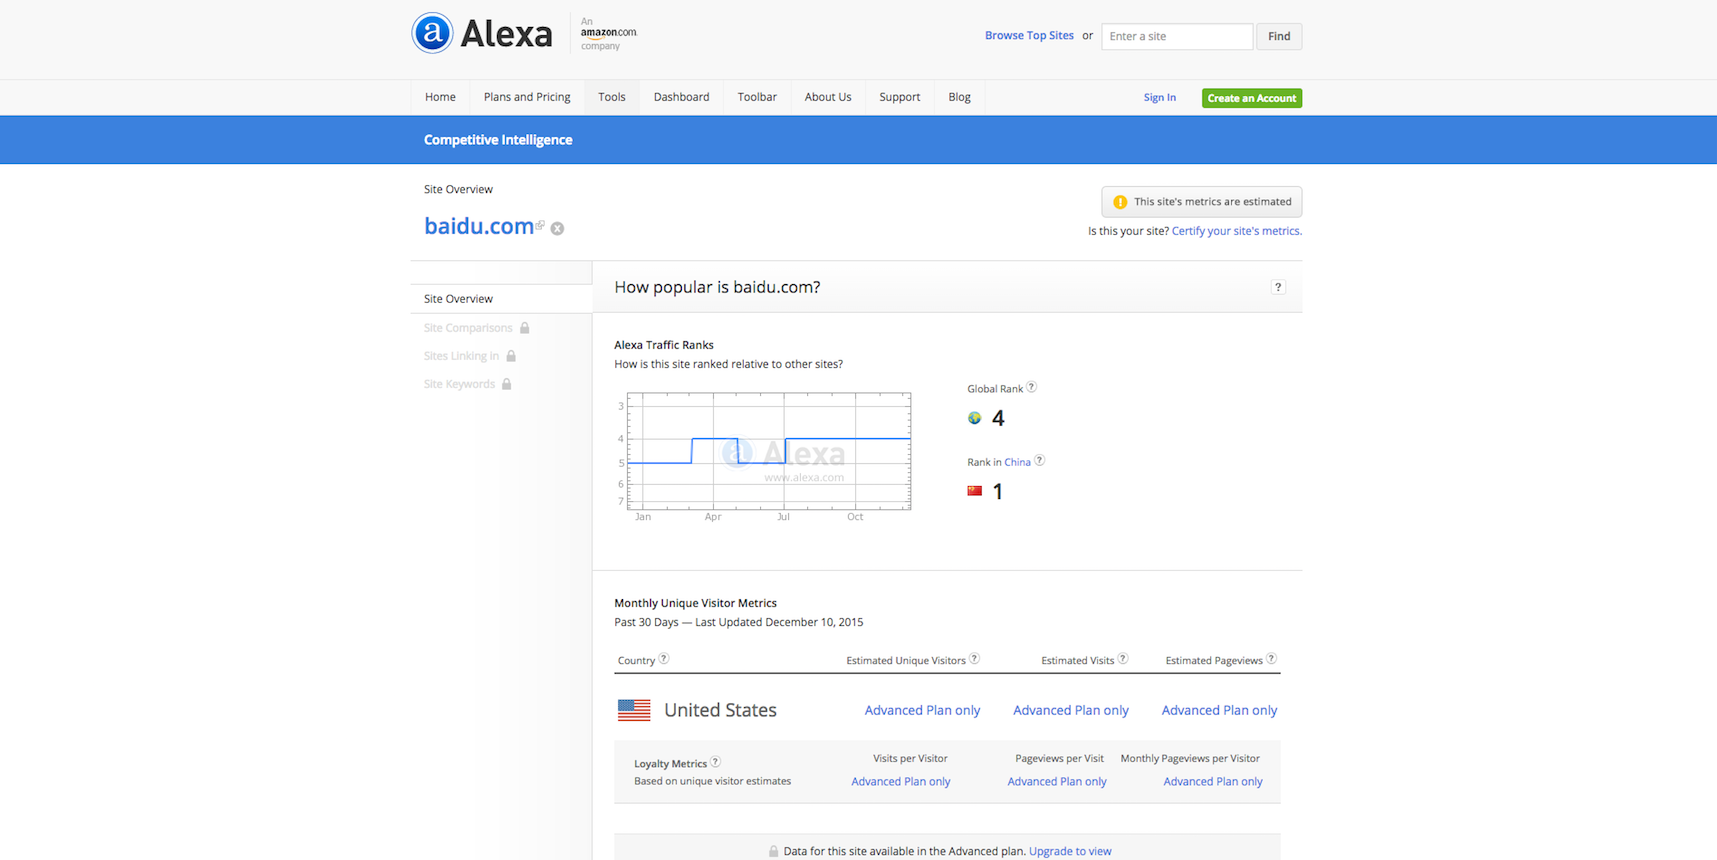 a Alexa
An
amazon.com
company
Browse Top Sites or Enter a site Find
Home Plans and Pricing Tools Dashboard Toolbar About Us Support Blog Sign In Create an Account
Competitive Intelligence
Site Overview
baidu.com x
! This site's metrics are estimated
Is this your site? Certify your site's metrics.
Site Overview
Site Comparisons
Sites Linking in
Site Keywords
How popular is baidu.com? ?
Alexa Traffic Ranks
How is this site ranked relative to other sites?
3
4
5
6
7
a Alexa
www.alexa.com
Jan Apr Jul Oct
Global Rank ?
4
Rank in China ?
1
Monthly Unique Visitor Metrics
Past 30 Days — Last Updated December 10, 2015
Country ? Estimated Unique Visitors ? Estimated Visits ? Estimated Pageviews ?
United States Advanced Plan only Advanced Plan only Advanced Plan only
Loyalty Metrics ? Visits per Visitor Pageviews per Visit Monthly Pageviews per Visitor
Based on unique visitor estimates Advanced Plan only Advanced Plan only Advanced Plan only
Data for this site available in the Advanced plan. Upgrade to view